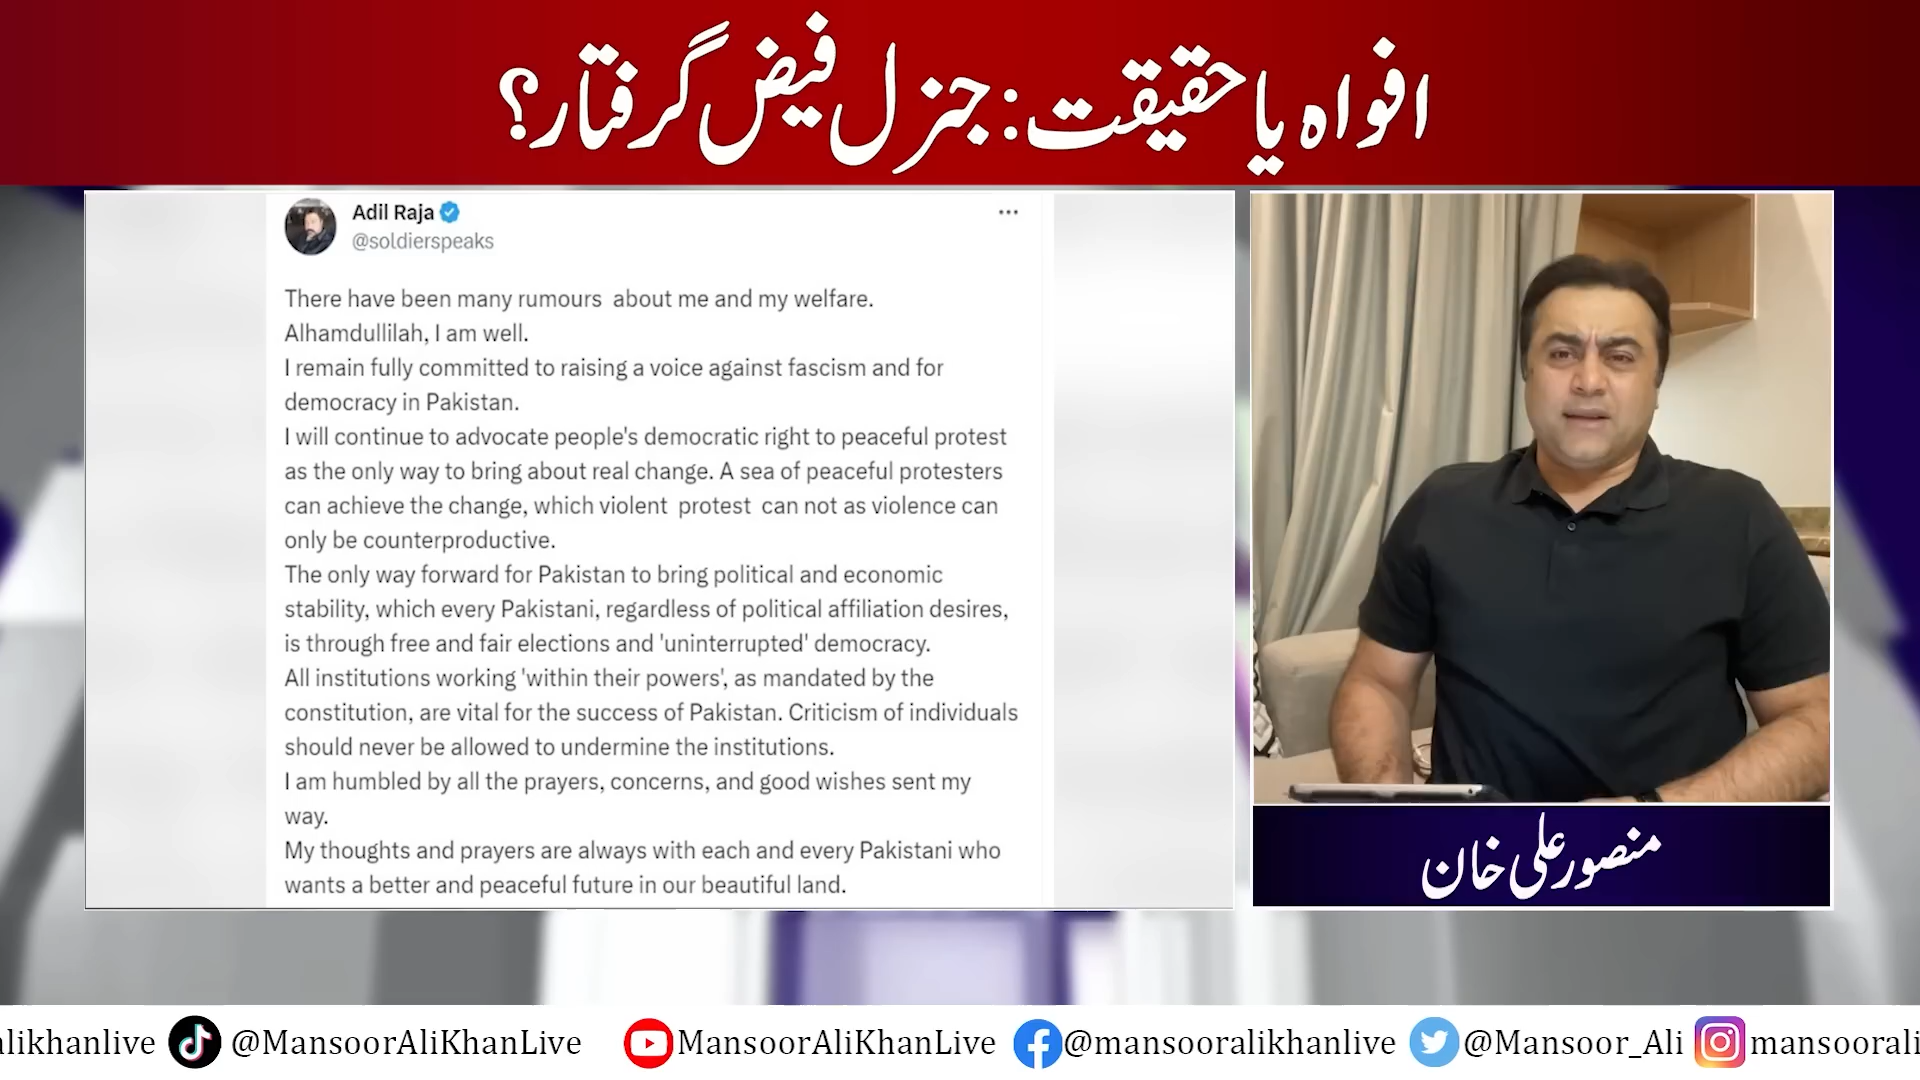 افواہ یا حقیقت: جنرل فیض گرفتار؟
Adil Raja
@soldierspeaks
There have been many rumours about me and my welfare.
Alhamdullilah, I am well.
I remain fully committed to raising a voice against fascism and for
democracy in Pakistan.
I will continue to advocate people's democratic right to peaceful protest
as the only way to bring about real change. A sea of peaceful protesters
can achieve the change, which violent protest can not as violence can
only be counterproductive.
The only way forward for Pakistan to bring political and economic
stability, which every Pakistani, regardless of political affiliation desires,
is through free and fair elections and 'uninterrupted' democracy.
All institutions working 'within their powers', as mandated by the
constitution, are vital for the success of Pakistan. Criticism of individuals
should never be allowed to undermine the institutions.
I am humbled by all the prayers, concerns, and good wishes sent my
way.
My thoughts and prayers are always with each and every Pakistani who
wants a better and peaceful future in our beautiful land.
منصور علی خان
alikhanlive @MansoorAliKhanLive MansoorAliKhanLive @mansooralikhanlive @Mansoor_Ali mansoorali